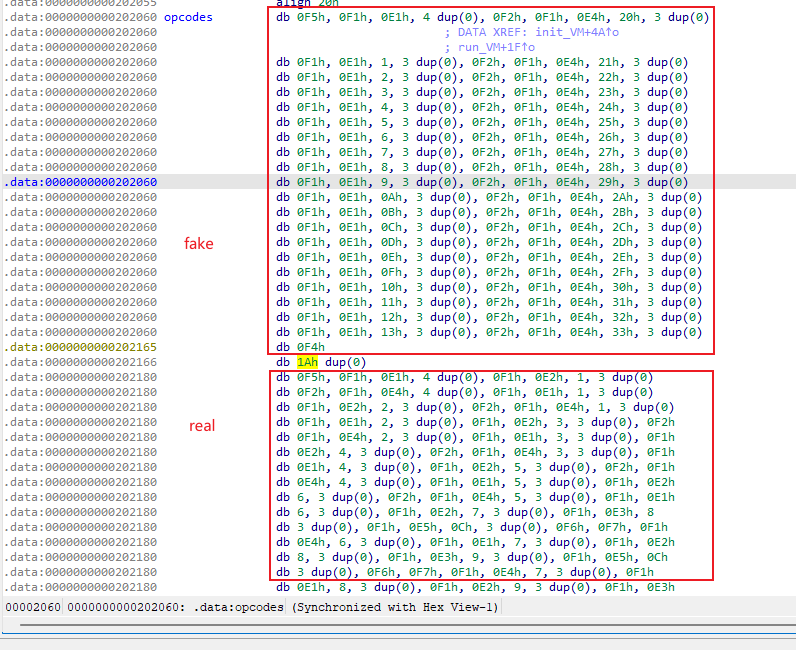 .data:0000000000202055 align 20h
.data:0000000000202060 opcodes db 0F5h, 0F1h, 0E1h, 4 dup(0), 0F2h, 0F1h, 0E4h, 20h, 3 dup(0)
.data:0000000000202060 ; DATA XREF: init_VM+4A↑o
.data:0000000000202060 ; run_VM+1F↑o
.data:0000000000202060 db 0F1h, 0E1h, 1, 3 dup(0), 0F2h, 0F1h, 0E4h, 21h, 3 dup(0)
.data:0000000000202060 db 0F1h, 0E1h, 2, 3 dup(0), 0F2h, 0F1h, 0E4h, 22h, 3 dup(0)
.data:0000000000202060 db 0F1h, 0E1h, 3, 3 dup(0), 0F2h, 0F1h, 0E4h, 23h, 3 dup(0)
.data:0000000000202060 db 0F1h, 0E1h, 4, 3 dup(0), 0F2h, 0F1h, 0E4h, 24h, 3 dup(0)
.data:0000000000202060 db 0F1h, 0E1h, 5, 3 dup(0), 0F2h, 0F1h, 0E4h, 25h, 3 dup(0)
.data:0000000000202060 db 0F1h, 0E1h, 6, 3 dup(0), 0F2h, 0F1h, 0E4h, 26h, 3 dup(0)
.data:0000000000202060 db 0F1h, 0E1h, 7, 3 dup(0), 0F2h, 0F1h, 0E4h, 27h, 3 dup(0)
.data:0000000000202060 db 0F1h, 0E1h, 8, 3 dup(0), 0F2h, 0F1h, 0E4h, 28h, 3 dup(0)
.data:0000000000202060 db 0F1h, 0E1h, 9, 3 dup(0), 0F2h, 0F1h, 0E4h, 29h, 3 dup(0)
.data:0000000000202060 db 0F1h, 0E1h, 0Ah, 3 dup(0), 0F2h, 0F1h, 0E4h, 2Ah, 3 dup(0)
.data:0000000000202060 db 0F1h, 0E1h, 0Bh, 3 dup(0), 0F2h, 0F1h, 0E4h, 2Bh, 3 dup(0)
.data:0000000000202060 db 0F1h, 0E1h, 0Ch, 3 dup(0), 0F2h, 0F1h, 0E4h, 2Ch, 3 dup(0)
.data:0000000000202060 db 0F1h, 0E1h, 0Dh, 3 dup(0), 0F2h, 0F1h, 0E4h, 2Dh, 3 dup(0)
fake
.data:0000000000202060 db 0F1h, 0E1h, 0Eh, 3 dup(0), 0F2h, 0F1h, 0E4h, 2Eh, 3 dup(0)
.data:0000000000202060 db 0F1h, 0E1h, 0Fh, 3 dup(0), 0F2h, 0F1h, 0E4h, 2Fh, 3 dup(0)
.data:0000000000202060 db 0F1h, 0E1h, 10h, 3 dup(0), 0F2h, 0F1h, 0E4h, 30h, 3 dup(0)
.data:0000000000202060 db 0F1h, 0E1h, 11h, 3 dup(0), 0F2h, 0F1h, 0E4h, 31h, 3 dup(0)
.data:0000000000202060 db 0F1h, 0E1h, 12h, 3 dup(0), 0F2h, 0F1h, 0E4h, 32h, 3 dup(0)
.data:0000000000202060 db 0F1h, 0E1h, 13h, 3 dup(0), 0F2h, 0F1h, 0E4h, 33h, 3 dup(0)
.data:0000000000202165 db 0F4h
.data:0000000000202166 db 1Ah dup(0)
.data:0000000000202180 db 0F5h, 0F1h, 0E1h, 4 dup(0), 0F1h, 0E2h, 1, 3 dup(0)
.data:0000000000202180 db 0F2h, 0F1h, 0E4h, 4 dup(0), 0F1h, 0E1h, 1, 3 dup(0)
.data:0000000000202180 db 0F1h, 0E2h, 2, 3 dup(0), 0F2h, 0F1h, 0E4h, 1, 3 dup(0)
.data:0000000000202180 db 0F1h, 0E1h, 2, 3 dup(0), 0F1h, 0E2h, 3, 3 dup(0), 0F2h
real
.data:0000000000202180 db 0F1h, 0E4h, 2, 3 dup(0), 0F1h, 0E1h, 3, 3 dup(0), 0F1h
.data:0000000000202180 db 0E2h, 4, 3 dup(0), 0F2h, 0F1h, 0E4h, 3, 3 dup(0), 0F1h
.data:0000000000202180 db 0E1h, 4, 3 dup(0), 0F1h, 0E2h, 5, 3 dup(0), 0F2h, 0F1h
.data:0000000000202180 db 0E4h, 4, 3 dup(0), 0F1h, 0E1h, 5, 3 dup(0), 0F1h, 0E2h
.data:0000000000202180 db 6, 3 dup(0), 0F2h, 0F1h, 0E4h, 5, 3 dup(0), 0F1h, 0E1h
.data:0000000000202180 db 6, 3 dup(0), 0F1h, 0E2h, 7, 3 dup(0), 0F1h, 0E3h, 8
.data:0000000000202180 db 3 dup(0), 0F1h, 0E5h, 0Ch, 3 dup(0), 0F6h, 0F7h, 0F1h
.data:0000000000202180 db 0E4h, 6, 3 dup(0), 0F1h, 0E1h, 7, 3 dup(0), 0F1h, 0E2h
.data:0000000000202180 db 8, 3 dup(0), 0F1h, 0E3h, 9, 3 dup(0), 0F1h, 0E5h, 0Ch
.data:0000000000202180 db 3 dup(0), 0F6h, 0F7h, 0F1h, 0E4h, 7, 3 dup(0), 0F1h
.data:0000000000202180 db 0E1h, 8, 3 dup(0), 0F1h, 0E2h, 9, 3 dup(0), 0F1h, 0E3h
00002060 0000000000202060: .data:opcodes (Synchronized with Hex View-1)